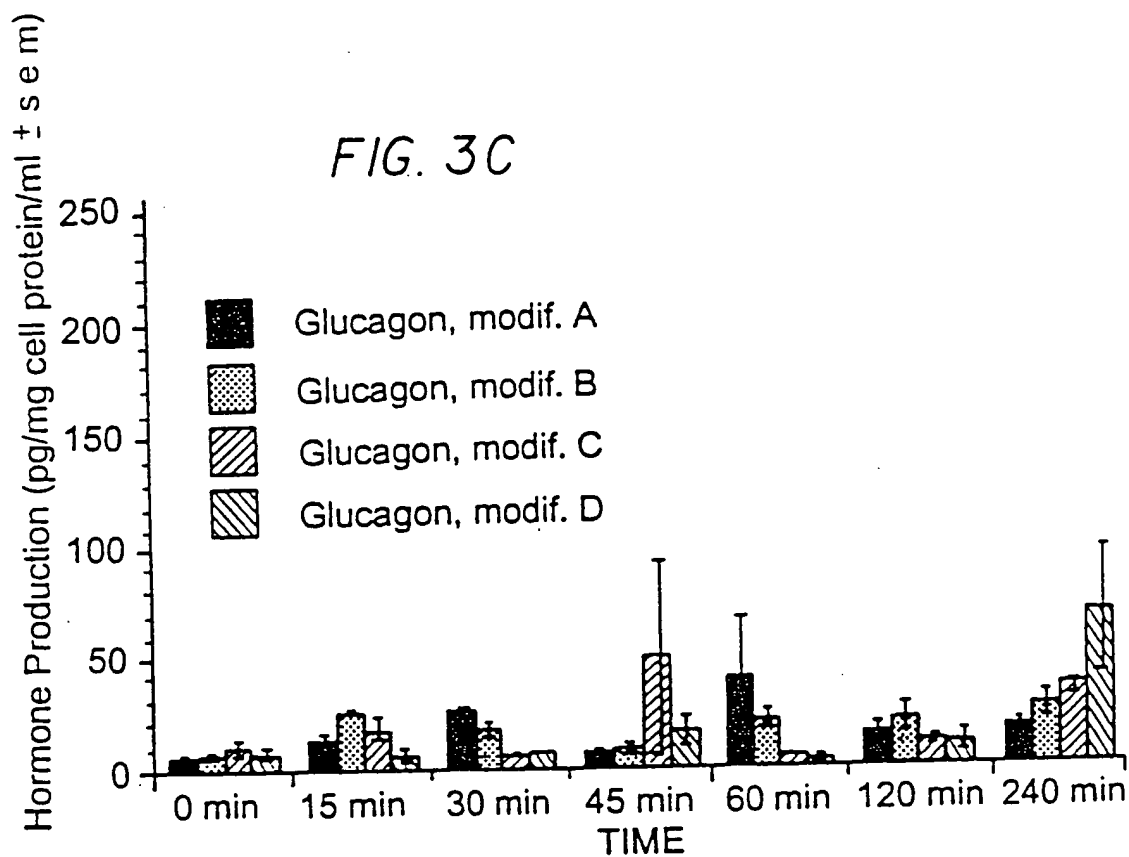 FIG. 3C
Hormone Production (pg/mg cell protein/ml ± s e m)
250
200
150
100
50
0
Glucagon, modif. A
Glucagon, modif. B
Glucagon, modif. C
Glucagon, modif. D
0 min 15 min 30 min 45 min 60 min 120 min 240 min
TIME